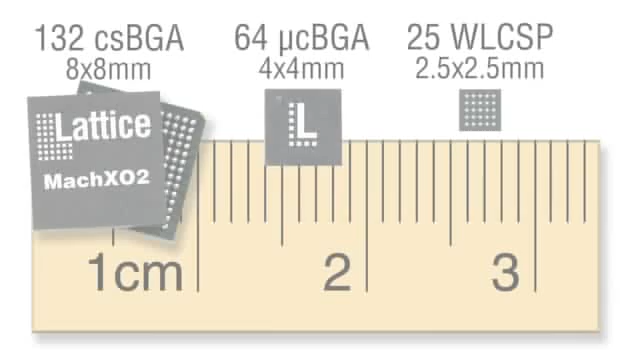 132 csBGA
8x8mm
64 µcBGA
4x4mm
25 WLCSP
2.5x2.5mm
Lattice
MachXO2
L
1cm
2
3